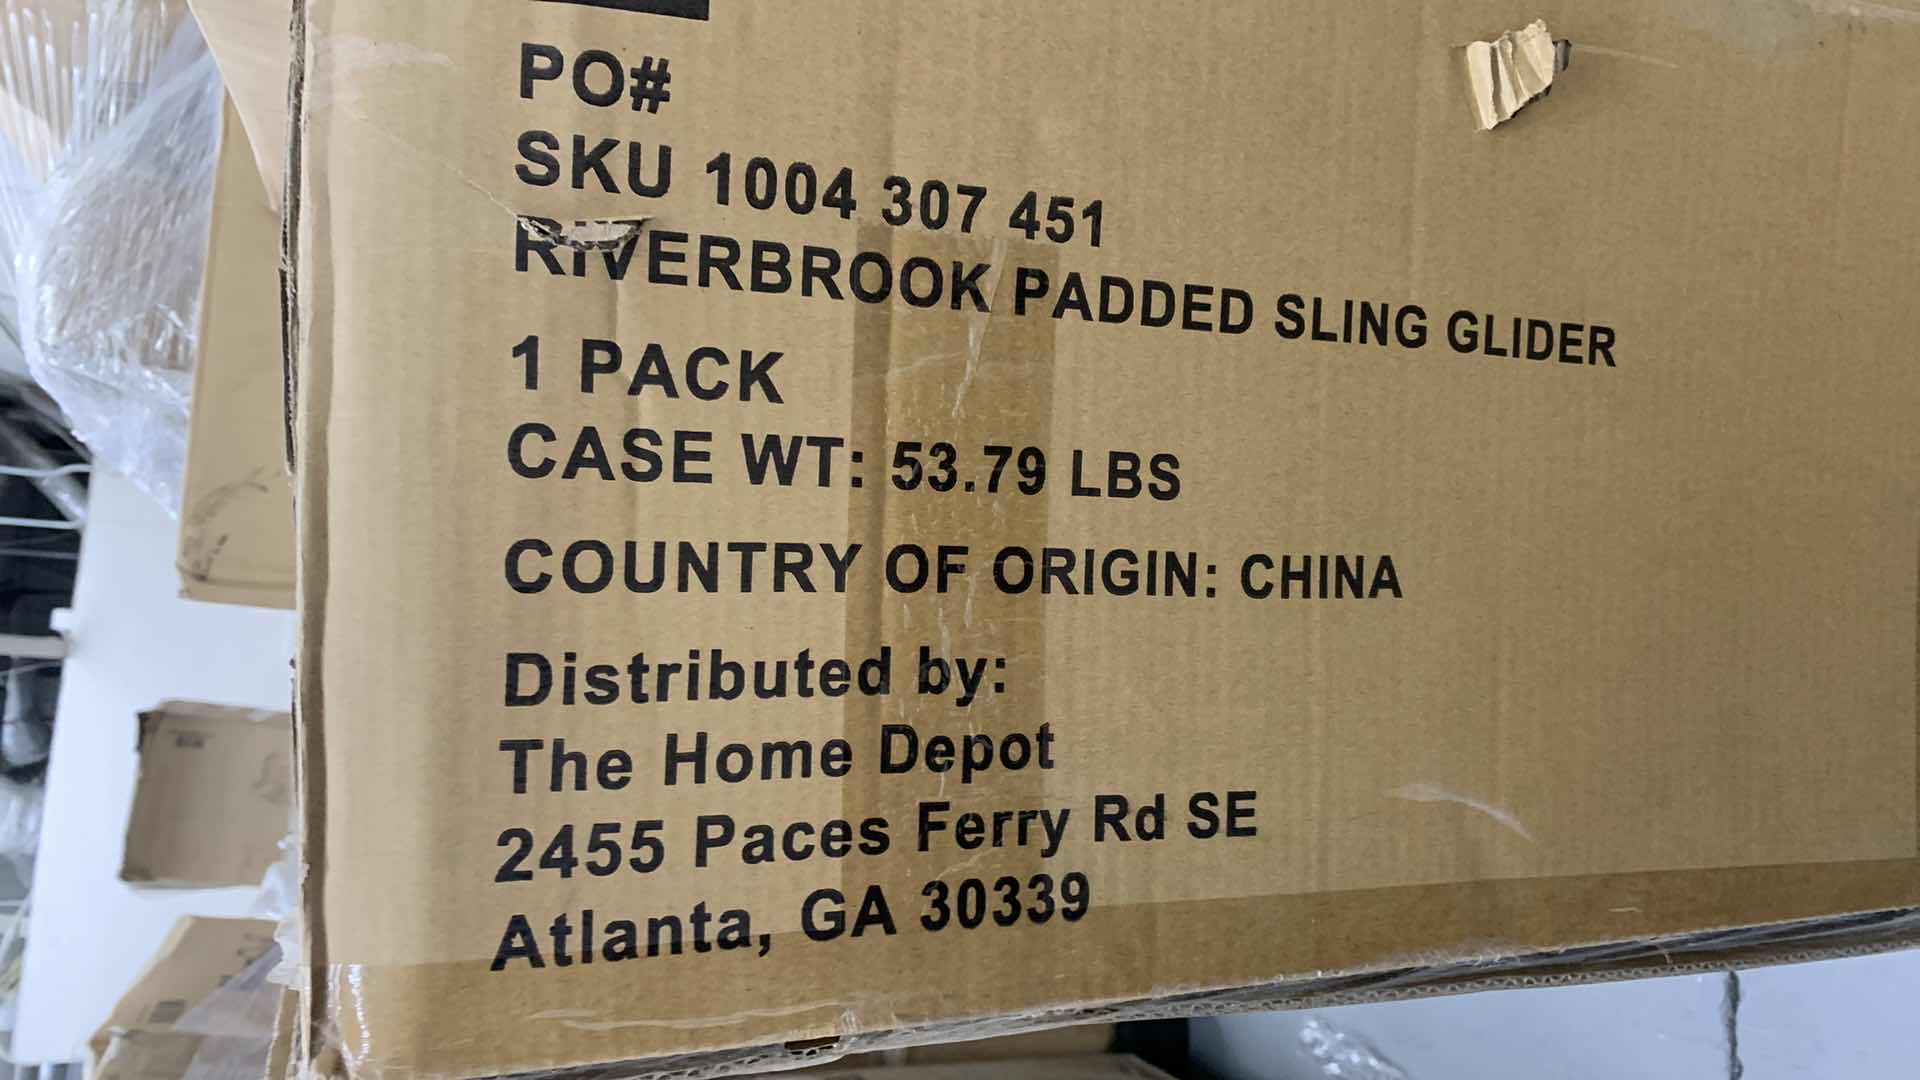 PO#
SKU 1004 307 451
RIVERBROOK PADDED SLING GLIDER
1 PACK
CASE WT: 53.79 LBS
COUNTRY OF ORIGIN: CHINA
Distributed by:
The Home Depot
2455 Paces Ferry Rd SE
Atlanta, GA 30339